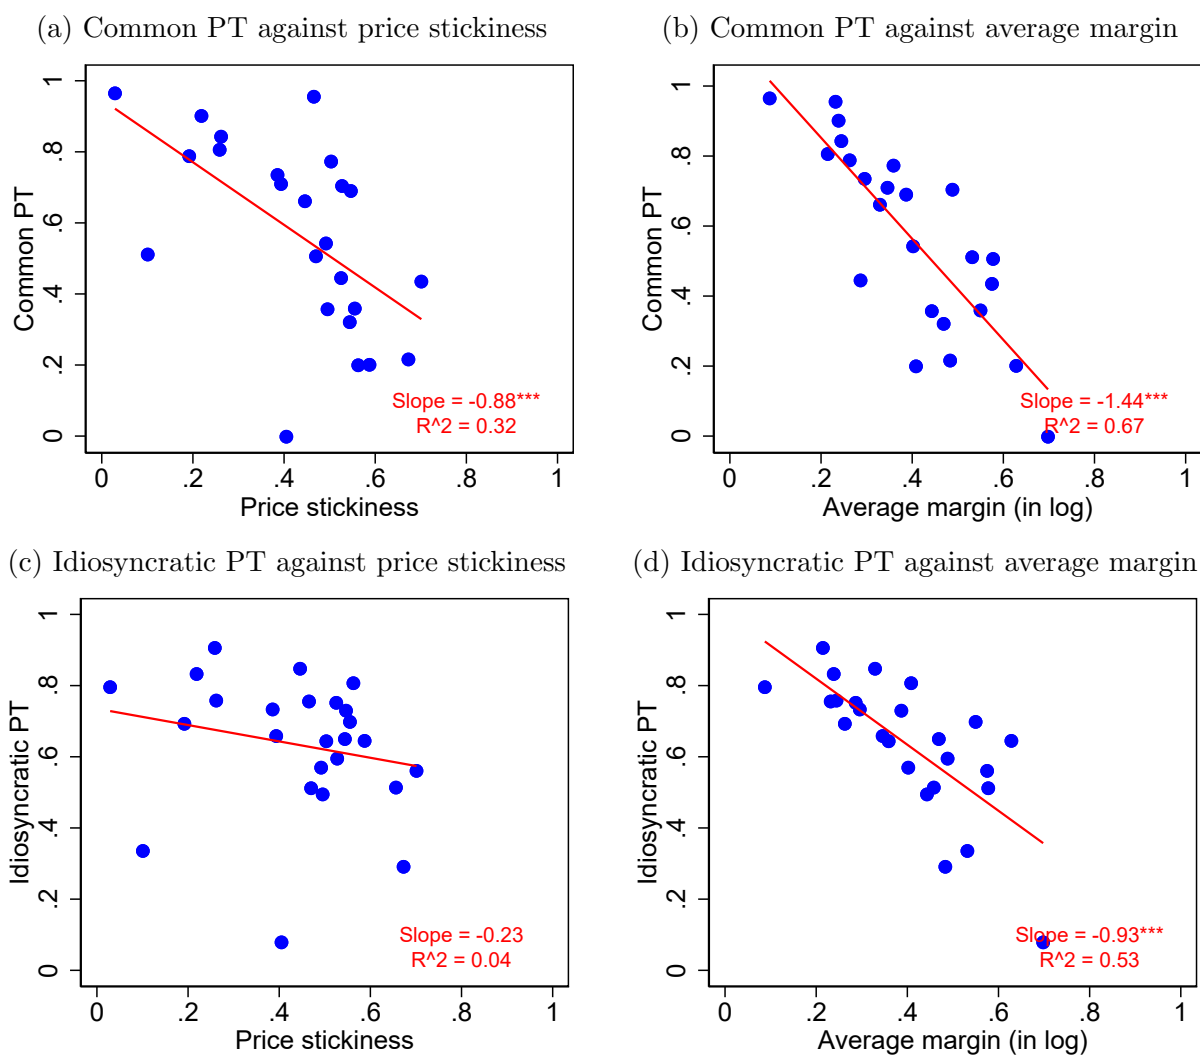 (a) Common PT against price stickiness
Common PT
1
.8
.6
.4
.2
0
Slope = -0.88***
R^2 = 0.32
0 .2 .4 .6 .8 1
Price stickiness
(b) Common PT against average margin
Common PT
1
.8
.6
.4
.2
0
Slope = -1.44***
R^2 = 0.67
0 .2 .4 .6 .8 1
Average margin (in log)
(c) Idiosyncratic PT against price stickiness
Idiosyncratic PT
1
.8
.6
.4
.2
0
Slope = -0.23
R^2 = 0.04
0 .2 .4 .6 .8 1
Price stickiness
(d) Idiosyncratic PT against average margin
Idiosyncratic PT
1
.8
.6
.4
.2
0
Slope = -0.93***
R^2 = 0.53
0 .2 .4 .6 .8 1
Average margin (in log)